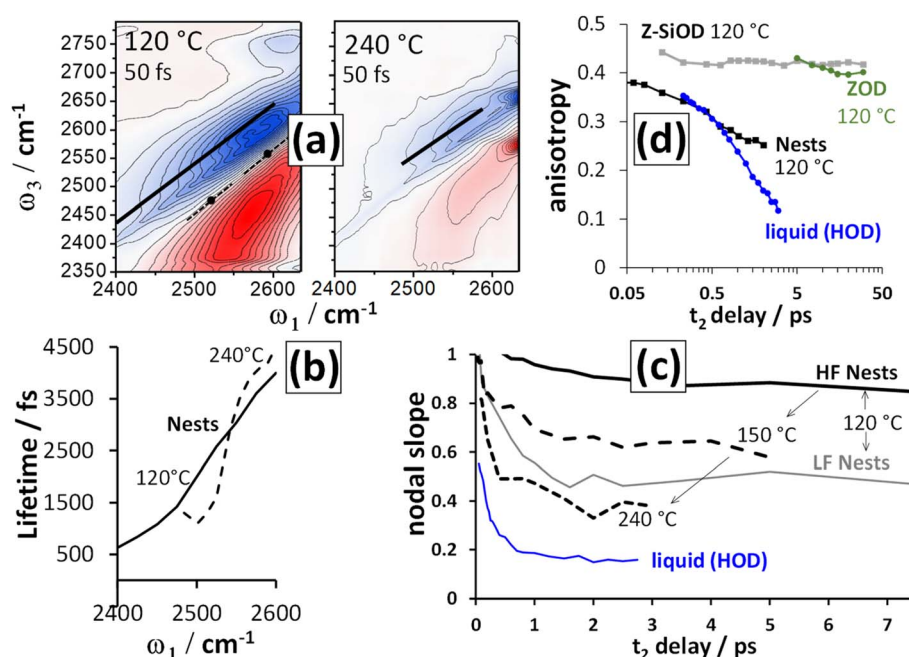 120 °C
50 fs
(a)
240 °C
50 fs
ω3 / cm-1
2750
2700
2650
2600
2550
2500
2450
2400
2350
2400
2500
2600
2400
2500
2600
ω1 / cm-1
0.5
0.4
0.3
0.2
0.1
0
anisotropy
Z-SiOD 120 °C
ZOD
120 °C
(d)
Nests
120 °C
liquid (HOD)
0.05
0.5
5
50
t2 delay / ps
4500
3500
2500
1500
500
Lifetime / fs
240°C
(b)
Nests
120°C
2400
2500
2600
ω1 / cm-1
1
0.8
0.6
0.4
0.2
0
nodal slope
(c)
HF Nests
150 °C
120 °C
LF Nests
240 °C
liquid (HOD)
0
1
2
3
4
5
6
7
t2 delay / ps